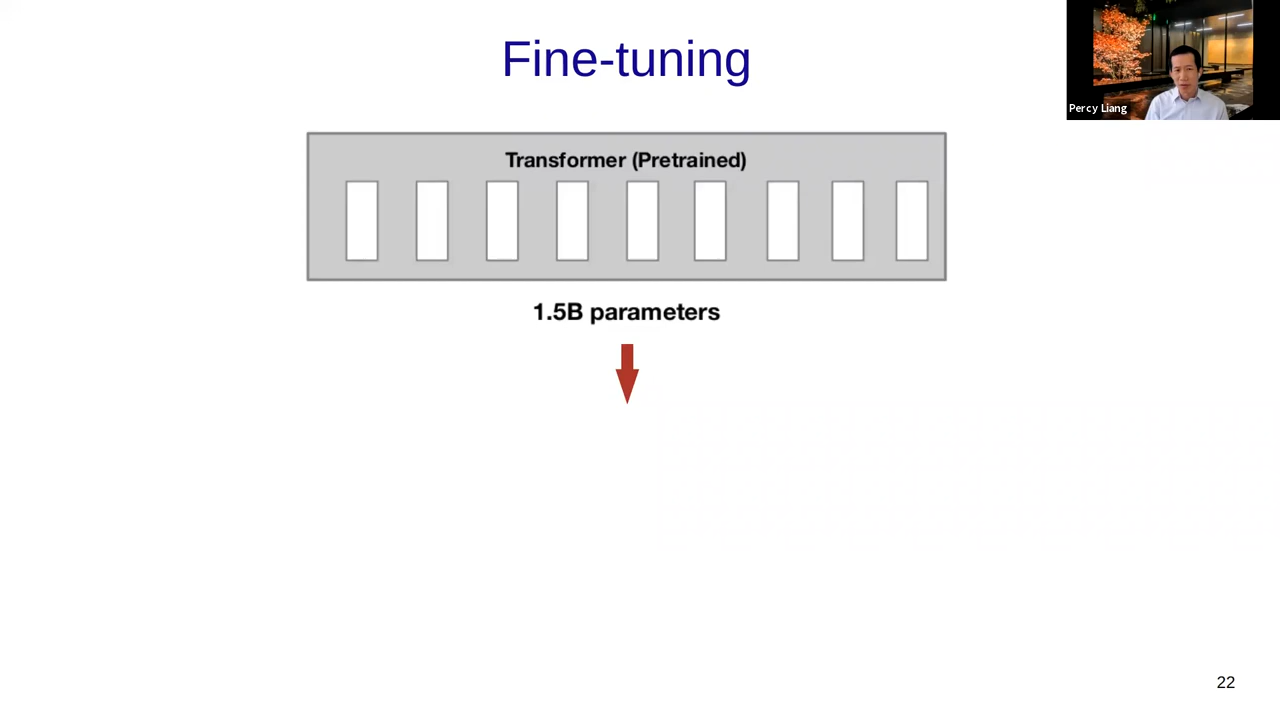 Fine-tuning
Percy Liang
Transformer (Pretrained)
1.5B parameters
22